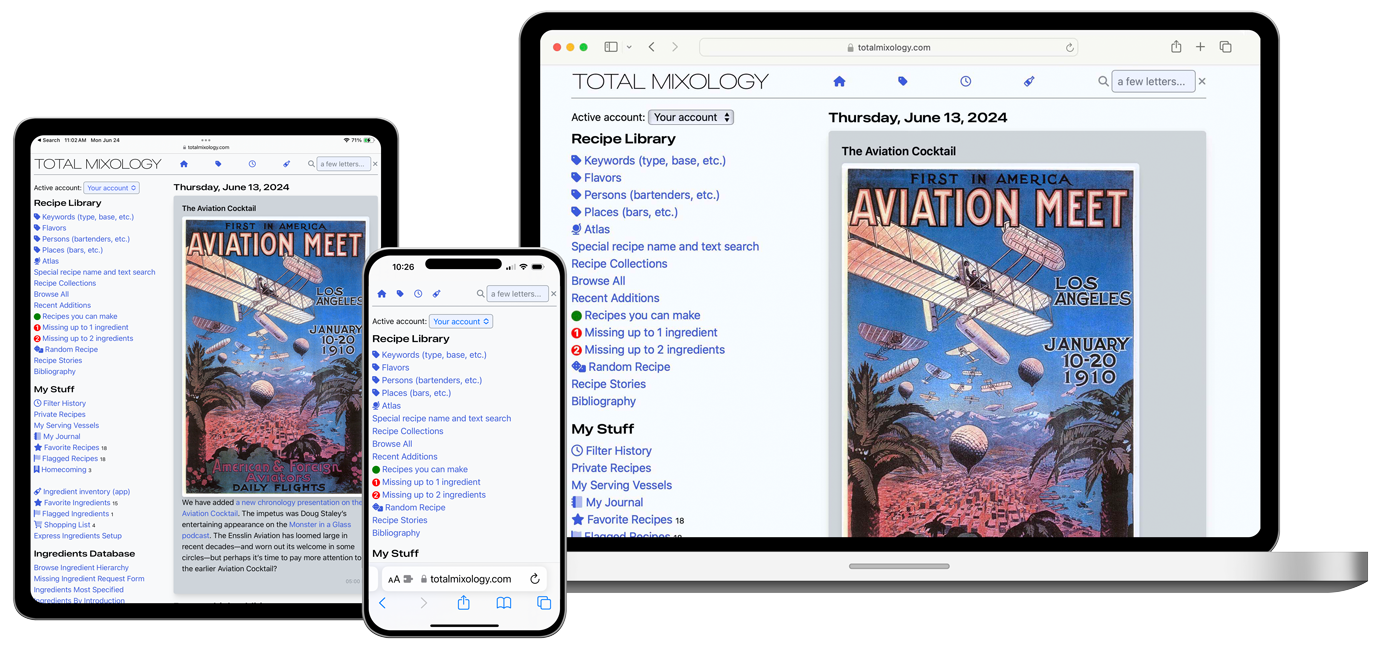 Search 11:02 AM Mon Jun 24
71%
totalmixology.com
TOTAL MIXOLOGY
a few letters...
Active account: Your account
Recipe Library
Keywords (type, base, etc.)
Flavors
Persons (bartenders, etc.)
Places (bars, etc.)
Atlas
Special recipe name and text search
Recipe Collections
Browse All
Recent Additions
Recipes you can make
1 Missing up to 1 ingredient
2 Missing up to 2 ingredients
Random Recipe
Recipe Stories
Bibliography
My Stuff
Filter History
Private Recipes
My Serving Vessels
My Journal
Favorite Recipes 18
Flagged Recipes 18
Homecoming 3
Ingredient inventory (app)
Favorite Ingredients 15
Flagged Ingredients 1
Shopping List 4
Express Ingredients Setup
Ingredients Database
Browse Ingredient Hierarchy
Missing Ingredient Request Form
Ingredients Most Specified
Ingredients By Introduction
Thursday, June 13, 2024
The Aviation Cocktail
FIRST IN AMERICA
AVIATION MEET
LOS
ANGELES
JANUARY
10-20
1910
American & Foreign
Aviators
DAILY FLIGHTS
We have added a new chronology presentation on the
Aviation Cocktail. The impetus was Doug Staley's
entertaining appearance on the Monster in a Glass
podcast. The Ensslin Aviation has loomed large in
recent decades—and worn out its welcome in some
circles—but perhaps it's time to pay more attention to
the earlier Aviation Cocktail?
10:26
a few letters...
Active account: Your account
Recipe Library
Keywords (type, base, etc.)
Flavors
Persons (bartenders, etc.)
Places (bars, etc.)
Atlas
Special recipe name and text search
Recipe Collections
Browse All
Recent Additions
Recipes you can make
1 Missing up to 1 ingredient
2 Missing up to 2 ingredients
Random Recipe
Recipe Stories
Bibliography
My Stuff
AA totalmixology.com
totalmixology.com
TOTAL MIXOLOGY
a few letters...
Active account: Your account
Recipe Library
Keywords (type, base, etc.)
Flavors
Persons (bartenders, etc.)
Places (bars, etc.)
Atlas
Special recipe name and text search
Recipe Collections
Browse All
Recent Additions
Recipes you can make
1 Missing up to 1 ingredient
2 Missing up to 2 ingredients
Random Recipe
Recipe Stories
Bibliography
My Stuff
Filter History
Private Recipes
My Serving Vessels
My Journal
Favorite Recipes 18
Flagged Recipes 18
Thursday, June 13, 2024
The Aviation Cocktail
FIRST IN AMERICA
AVIATION MEET
LOS
ANGELES
JANUARY
10-20
1910